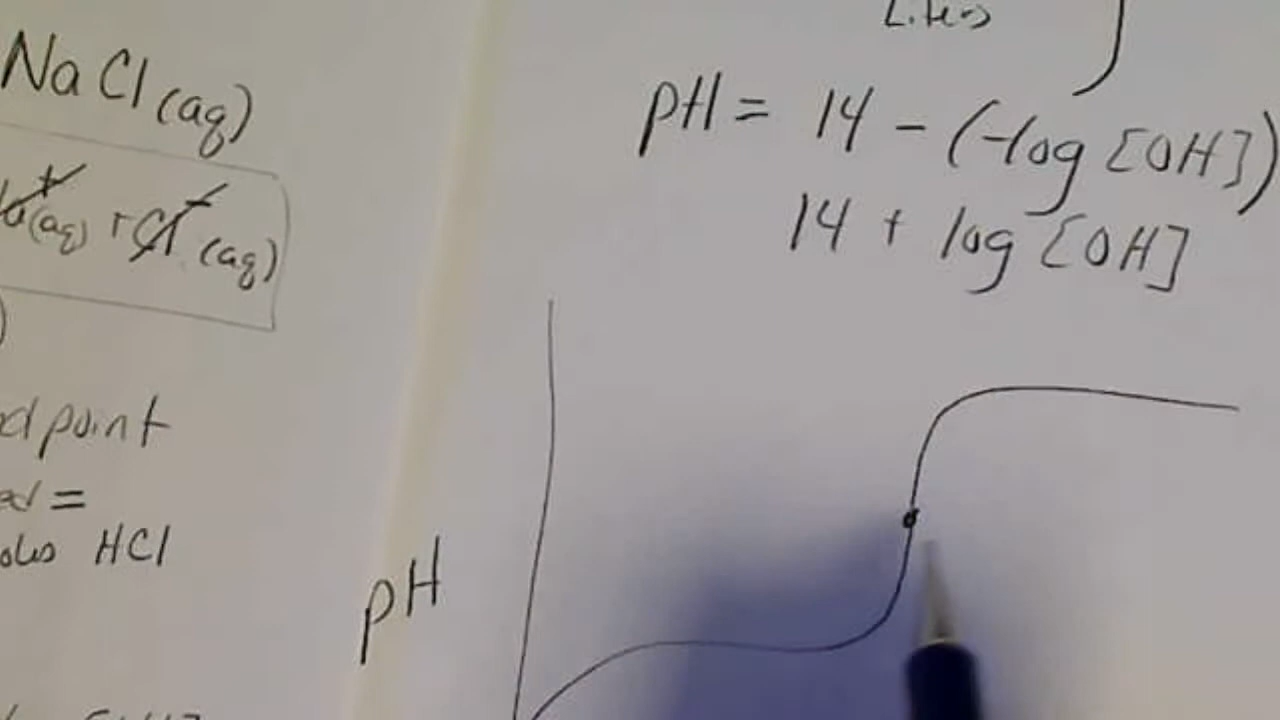 NaCl(aq)
(aq) + Cl⁻(aq)
point
=
HCl
Liters
pH = 14 - (-log [OH])
14 + log [OH]
pH